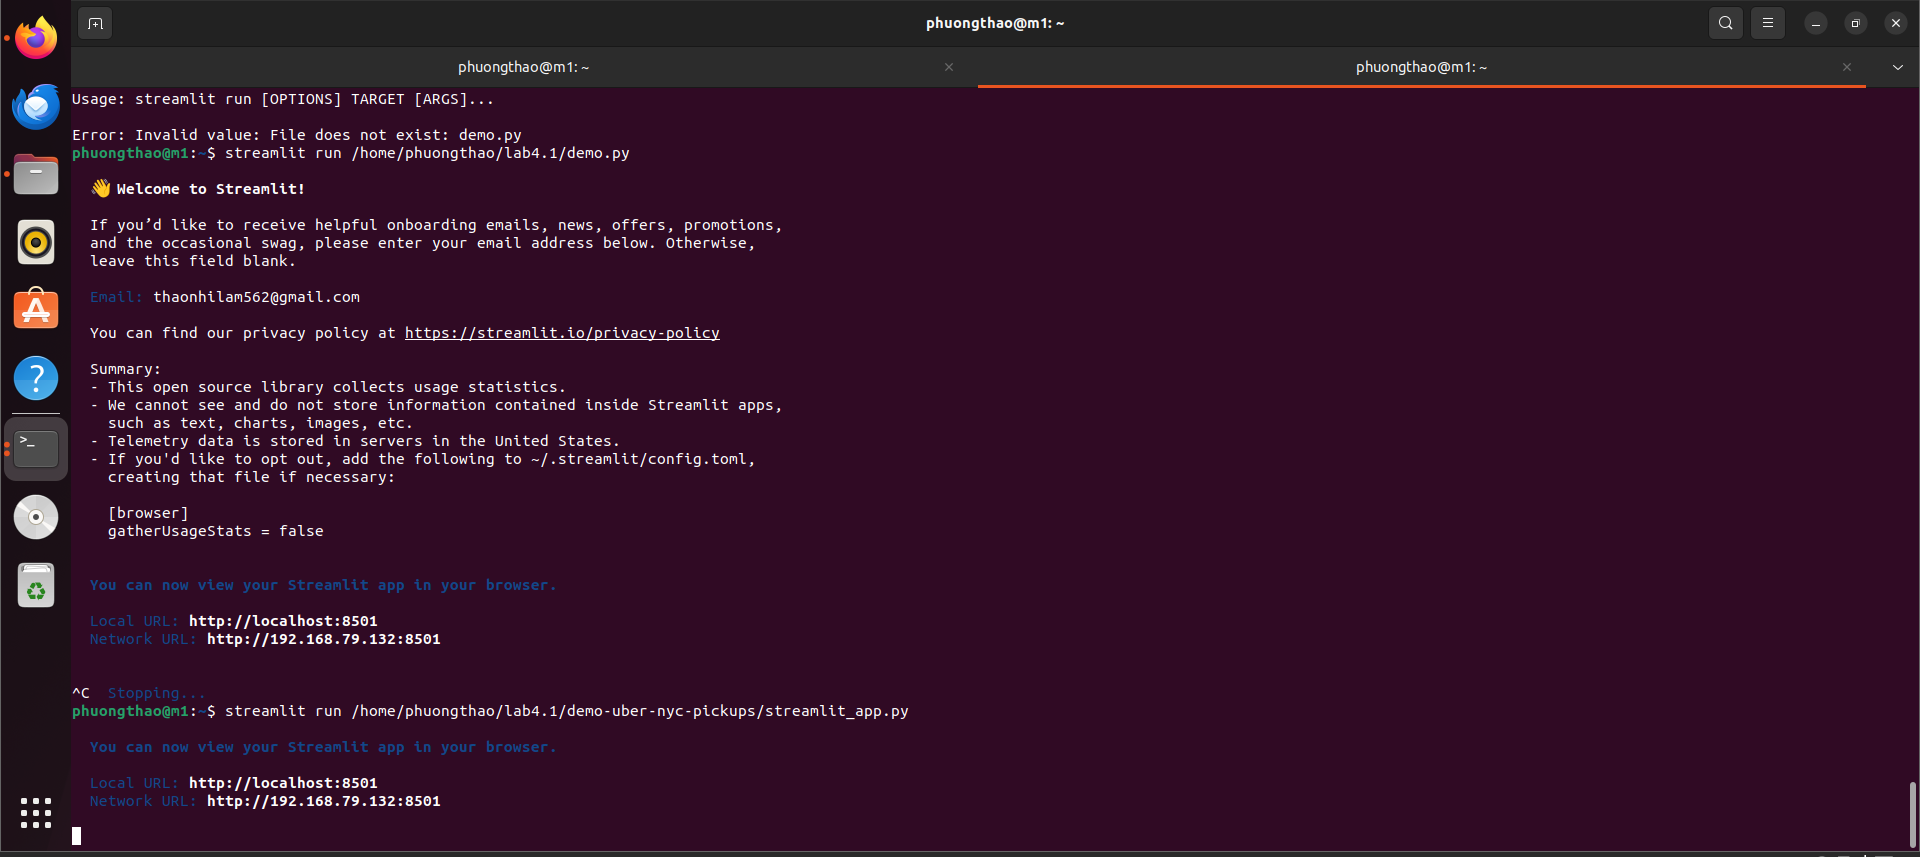 phuongthao@m1: ~
phuongthao@m1: ~
phuongthao@m1: ~
Usage: streamlit run [OPTIONS] TARGET [ARGS]...
Error: Invalid value: File does not exist: demo.py
phuongthao@m1:~$ streamlit run /home/phuongthao/lab4.1/demo.py
👋 Welcome to Streamlit!
If you’d like to receive helpful onboarding emails, news, offers, promotions,
and the occasional swag, please enter your email address below. Otherwise,
leave this field blank.
Email: thaonhilam562@gmail.com
You can find our privacy policy at https://streamlit.io/privacy-policy
Summary:
- This open source library collects usage statistics.
- We cannot see and do not store information contained inside Streamlit apps,
such as text, charts, images, etc.
- Telemetry data is stored in servers in the United States.
- If you'd like to opt out, add the following to ~/.streamlit/config.toml,
creating that file if necessary:
[browser]
gatherUsageStats = false
You can now view your Streamlit app in your browser.
Local URL: http://localhost:8501
Network URL: http://192.168.79.132:8501
^C  Stopping...
phuongthao@m1:~$ streamlit run /home/phuongthao/lab4.1/demo-uber-nyc-pickups/streamlit_app.py
You can now view your Streamlit app in your browser.
Local URL: http://localhost:8501
Network URL: http://192.168.79.132:8501